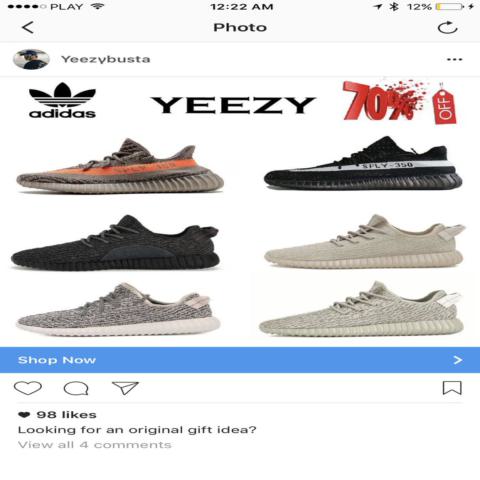 PLAY 12:22 AM 12%
Photo
Yeezybusta
adidas YEEZY 70% OFF
SPLY-350
Shop Now
98 likes
Looking for an original gift idea?
View all 4 comments